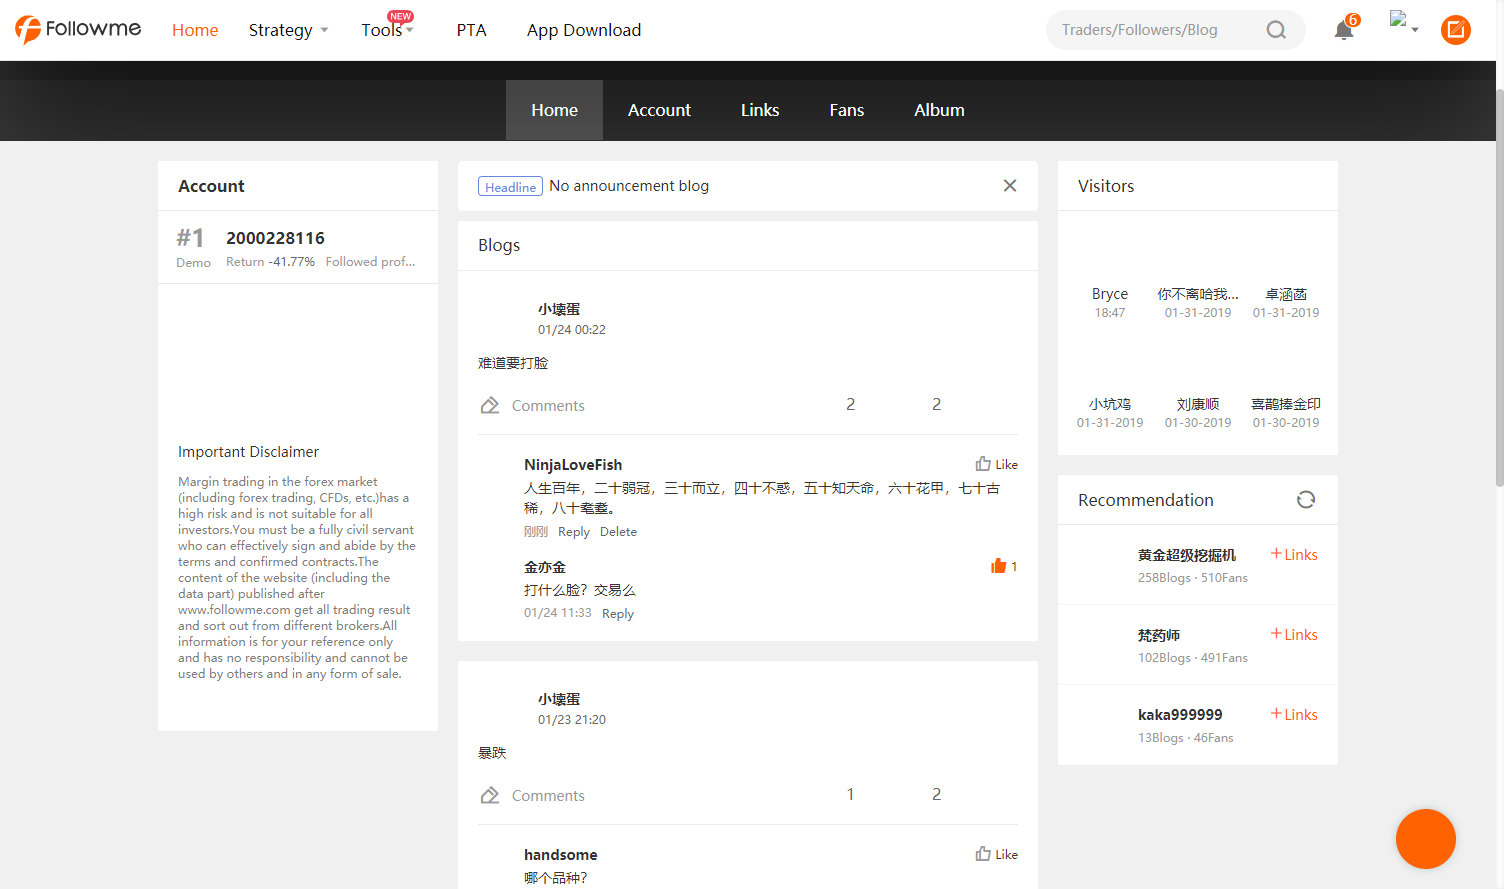 Followme Home Strategy Tools NEW PTA App Download Traders/Followers/Blog 6
Home Account Links Fans Album
Account
#1 2000228116
Demo Return -41.77% Followed prof...
Important Disclaimer
Margin trading in the forex market
(including forex trading, CFDs, etc.)has a
high risk and is not suitable for all
investors.You must be a fully civil servant
who can effectively sign and abide by the
terms and confirmed contracts.The
content of the website (including the
data part) published after
www.followme.com get all trading result
and sort out from different brokers.All
information is for your reference only
and has no responsibility and cannot be
used by others and in any form of sale.
Headline No announcement blog
Blogs
小壊蛋
01/24 00:22
难道要打脸
Comments 2 2
NinjaLoveFish Like
人生百年，二十弱冠，三十而立，四十不惑，五十知天命，六十花甲，七十古
稀，八十耄耋。
刚刚 Reply Delete
金亦金 1
打什么脸？交易么
01/24 11:33 Reply
小壊蛋
01/23 21:20
暴跌
Comments 1 2
handsome Like
哪个品种?
Visitors
Bryce 你不离哈我... 卓涵菡
18:47 01-31-2019 01-31-2019
小坑鸡 刘康顺 喜鹊捧金印
01-31-2019 01-30-2019 01-30-2019
Recommendation
黄金超级挖掘机 +Links
258Blogs · 510Fans
梵药师 +Links
102Blogs · 491Fans
kaka999999 +Links
13Blogs · 46Fans